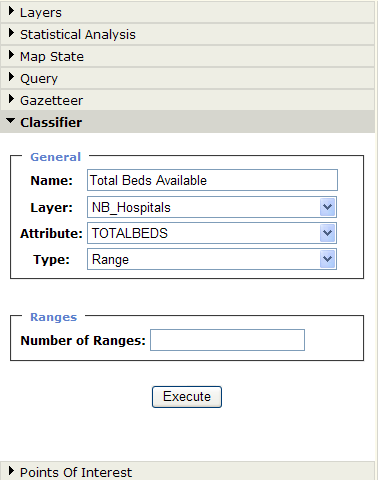 Layers
Statistical Analysis
Map State
Query
Gazetteer
Classifier
General
Name: Total Beds Available
Layer: NB_Hospitals
Attribute: TOTALBEDS
Type: Range
Ranges
Number of Ranges:
Execute
Points Of Interest